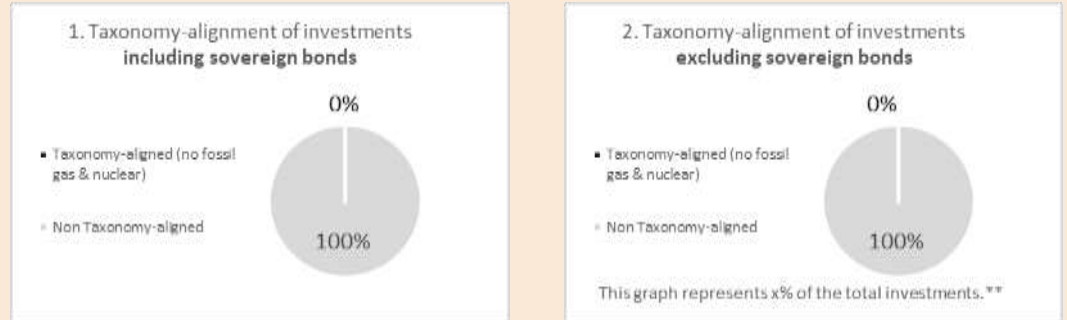 1. Taxonomy-alignment of investments
including sovereign bonds
0%
Taxonomy-aligned (no fossil
gas & nuclear)
Non Taxonomy-aligned
100%
2. Taxonomy-alignment of investments
excluding sovereign bonds
0%
Taxonomy-aligned (no fossil
gas & nuclear)
Non Taxonomy-aligned
100%
This graph represents x% of the total investments.**